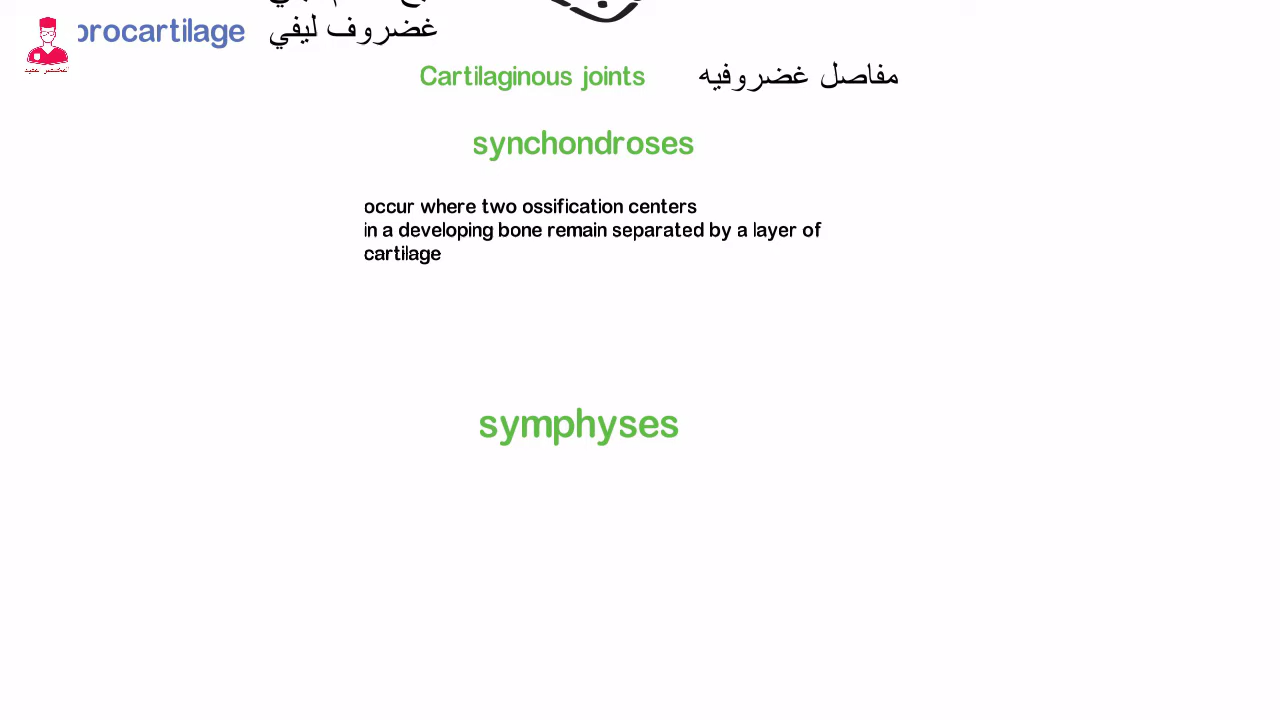 procartilage
غضروف ليفي
Cartilaginous joints
مفاصل غضروفيه
synchondroses
occur where two ossification centers
in a developing bone remain separated by a layer of
cartilage
symphyses